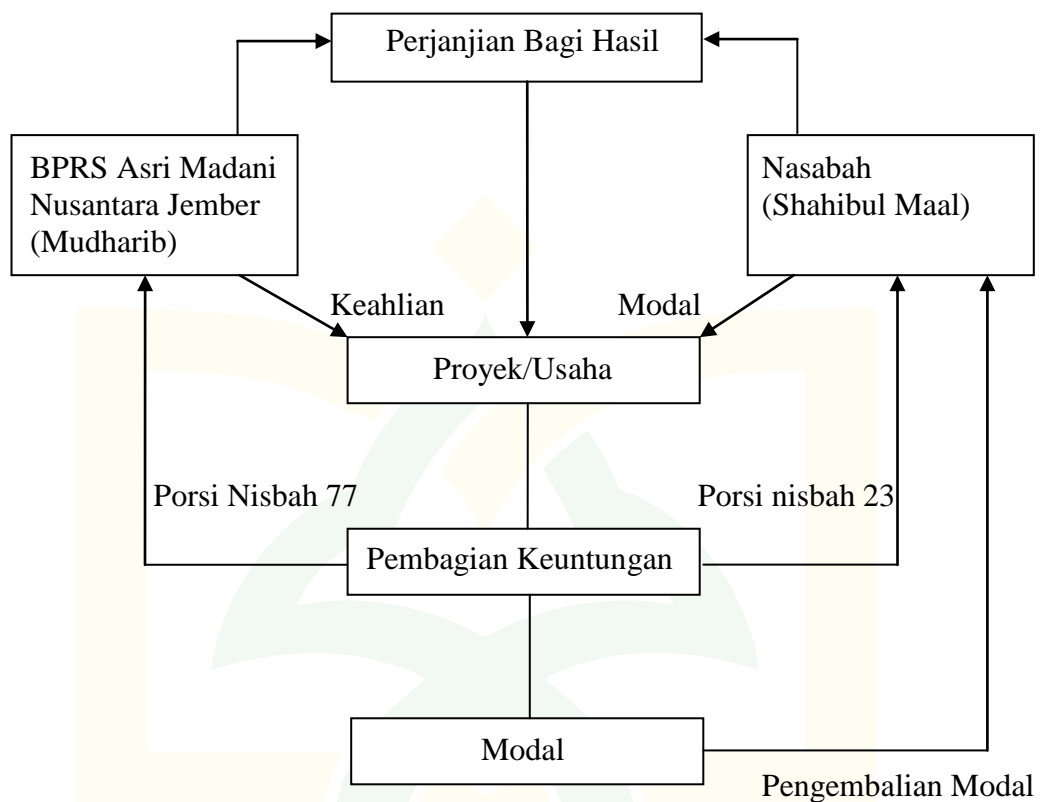 Perjanjian Bagi Hasil
BPRS Asri Madani
Nusantara Jember
(Mudharib)
Nasabah
(Shahibul Maal)
Keahlian
Modal
Proyek/Usaha
Porsi Nisbah 77
Porsi nisbah 23
Pembagian Keuntungan
Modal
Pengembalian Modal